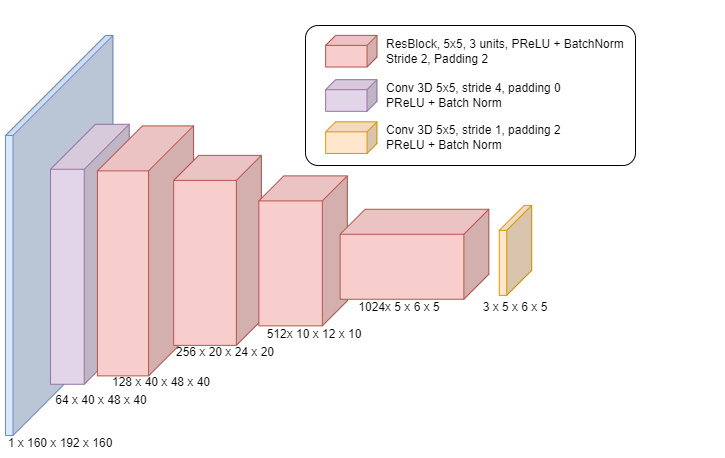 ResBlock, 5x5, 3 units, PReLU + BatchNorm
Stride 2, Padding 2
Conv 3D 5x5, stride 4, padding 0
PReLU + Batch Norm
Conv 3D 5x5, stride 1, padding 2
PReLU + Batch Norm
1024x 5 x 6 x 5
3 x 5 x 6 x 5
512x 10 x 12 x 10
256 x 20 x 24 x 20
128 x 40 x 48 x 40
64 x 40 x 48 x 40
1 x 160 x 192 x 160